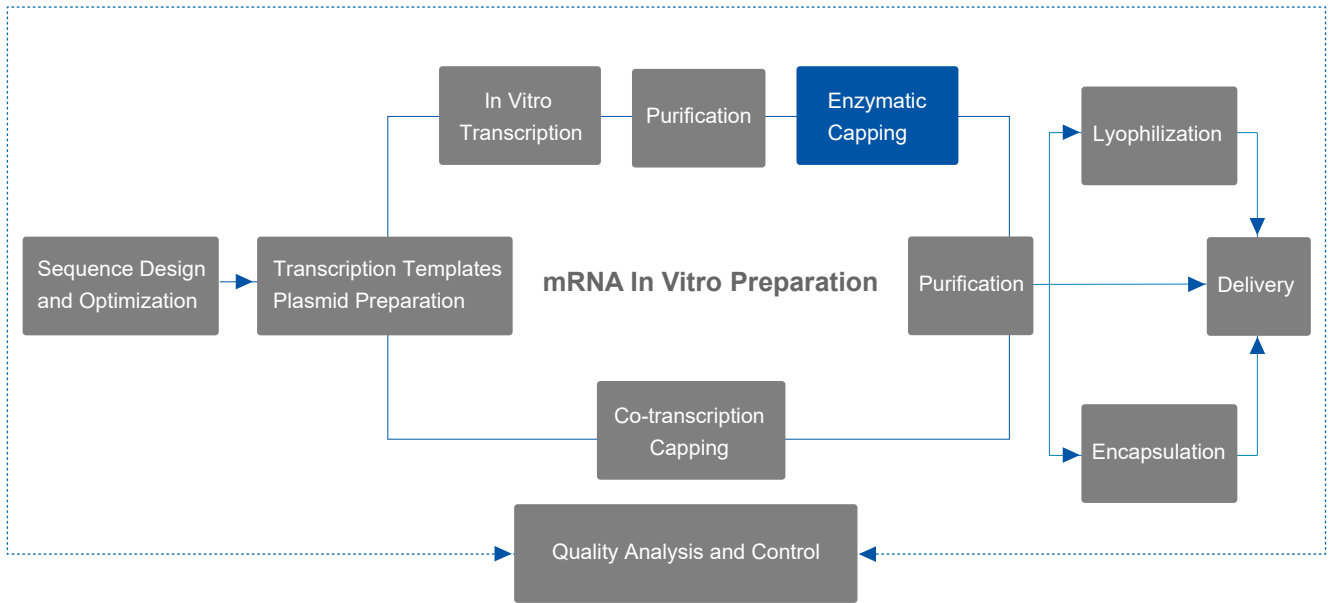 In Vitro
Transcription
Purification
Enzymatic
Capping
Lyophilization
Sequence Design
and Optimization
Transcription Templates
Plasmid Preparation
mRNA In Vitro Preparation
Purification
Delivery
Co-transcription
Capping
Encapsulation
Quality Analysis and Control